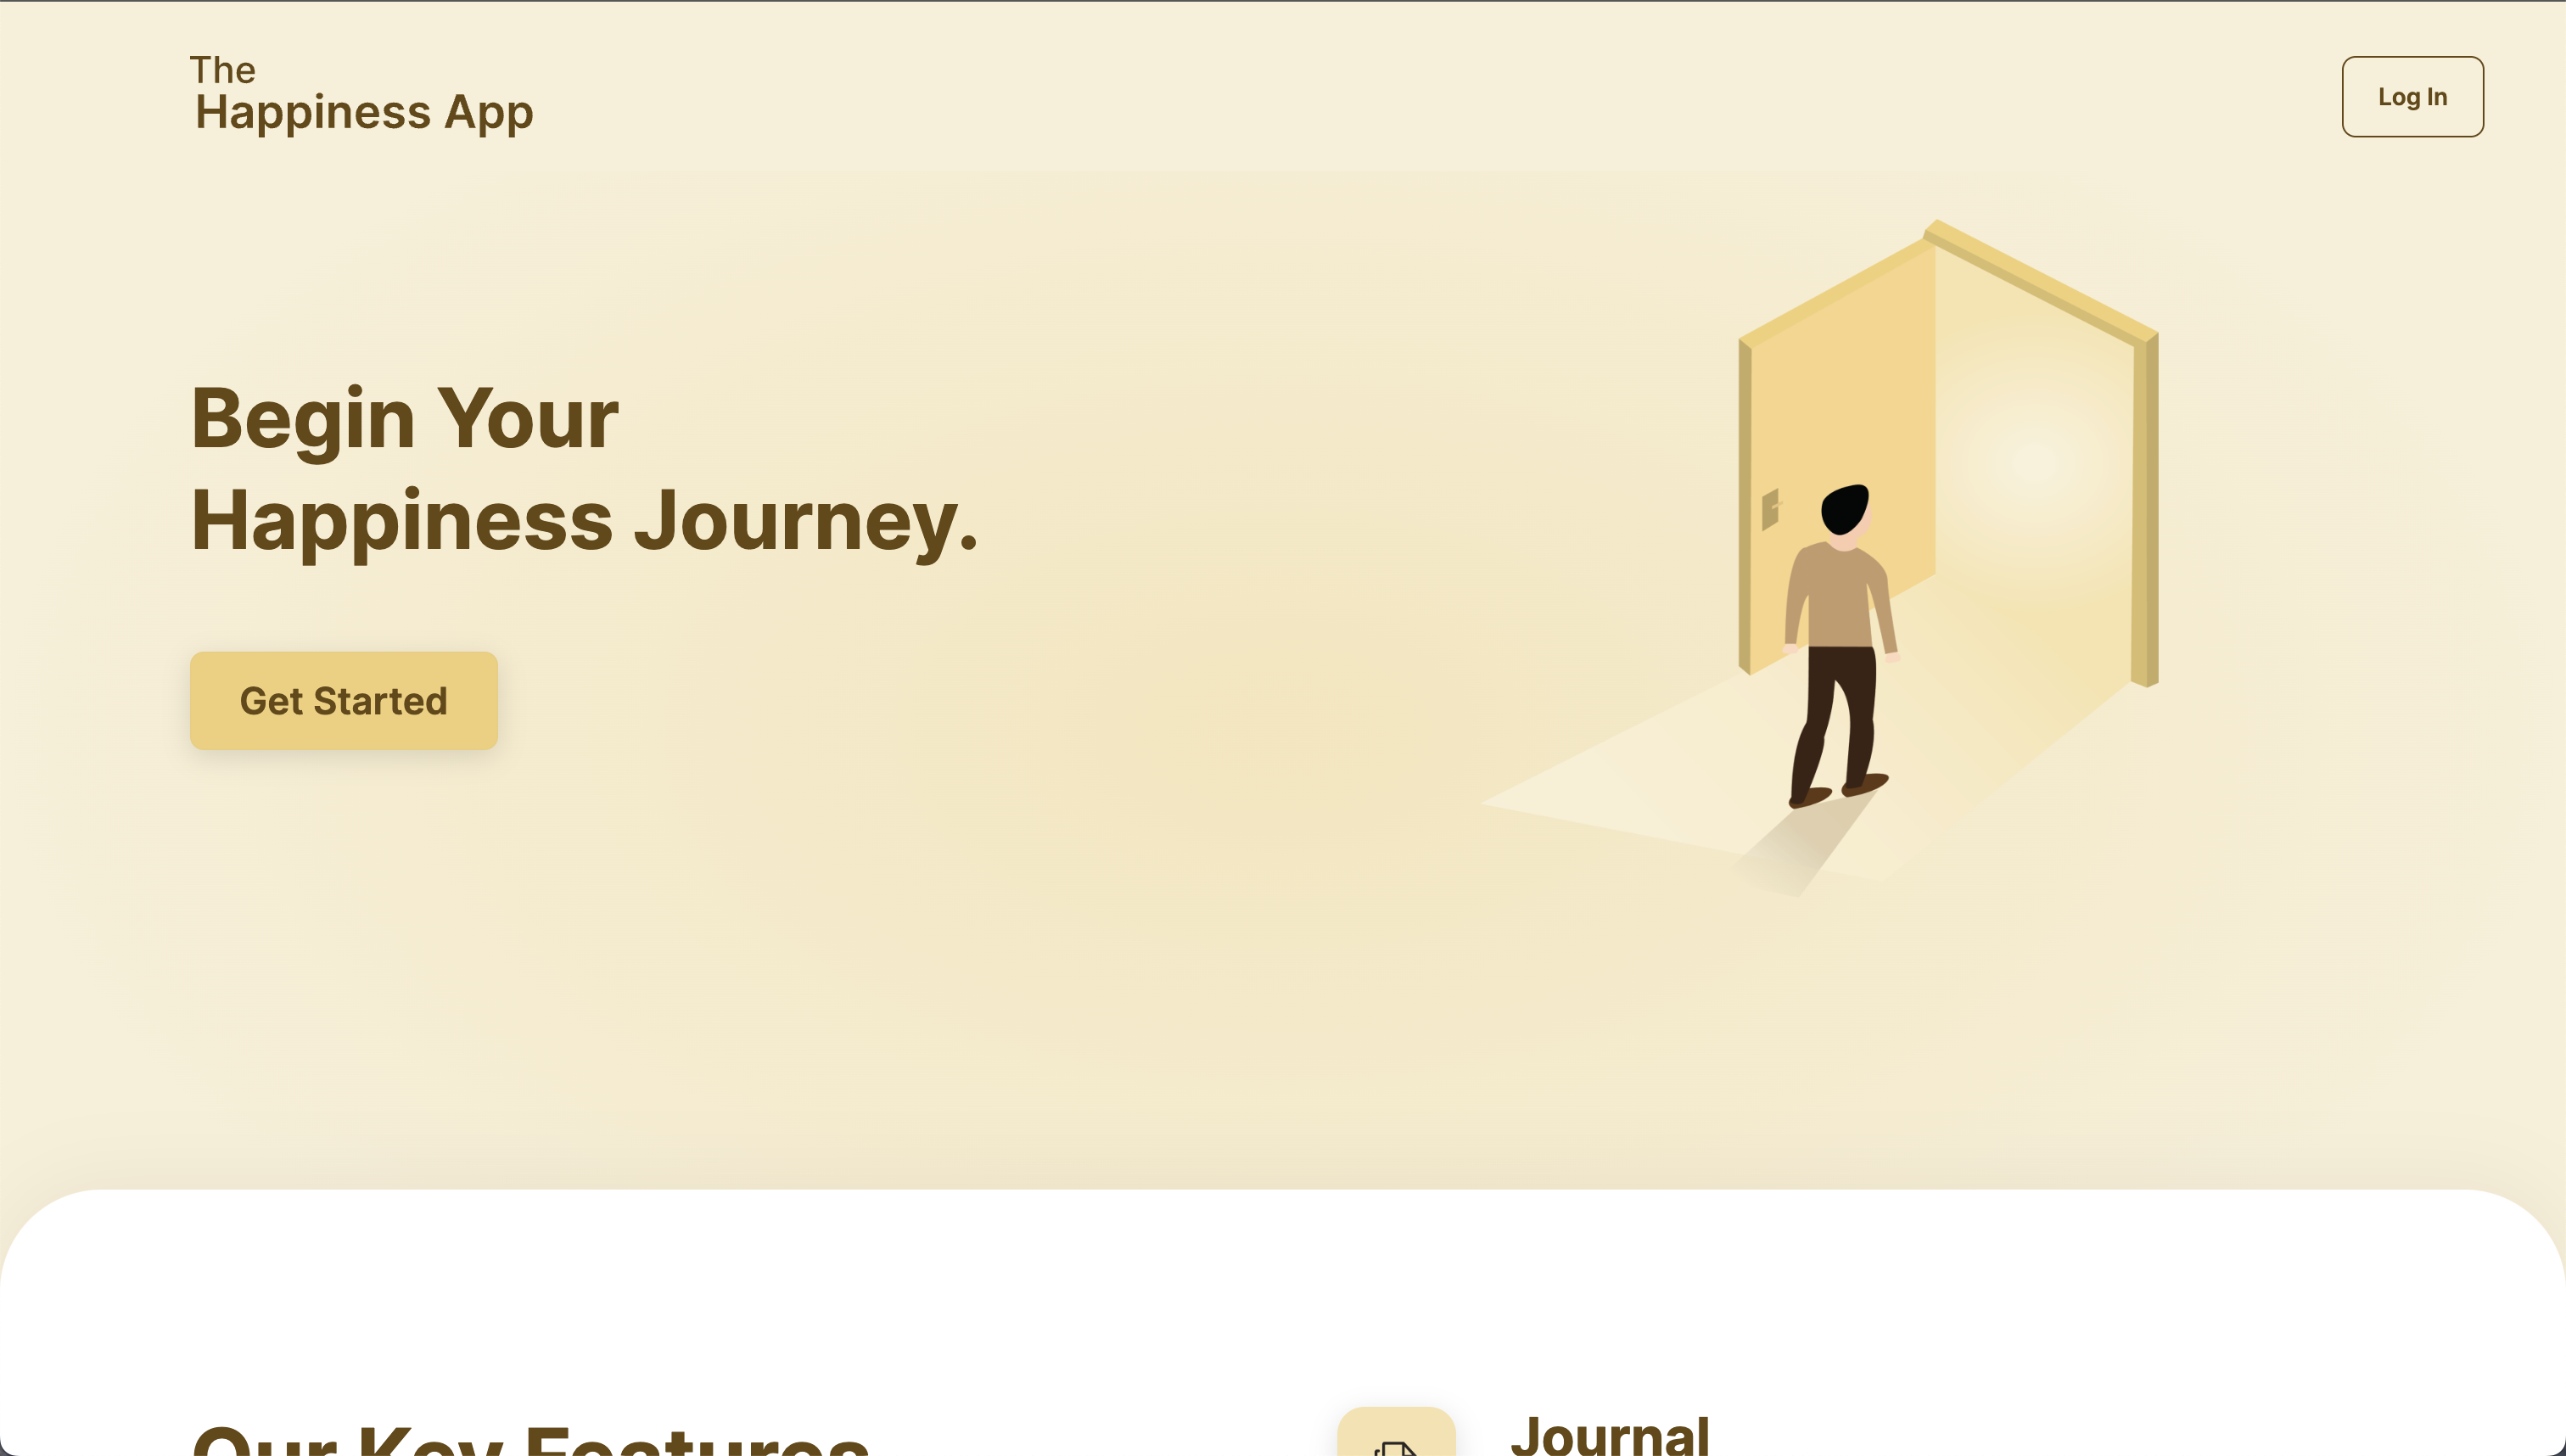 The
Happiness App
Log In
Begin Your
Happiness Journey.
Get Started
Our Key Features
Journal